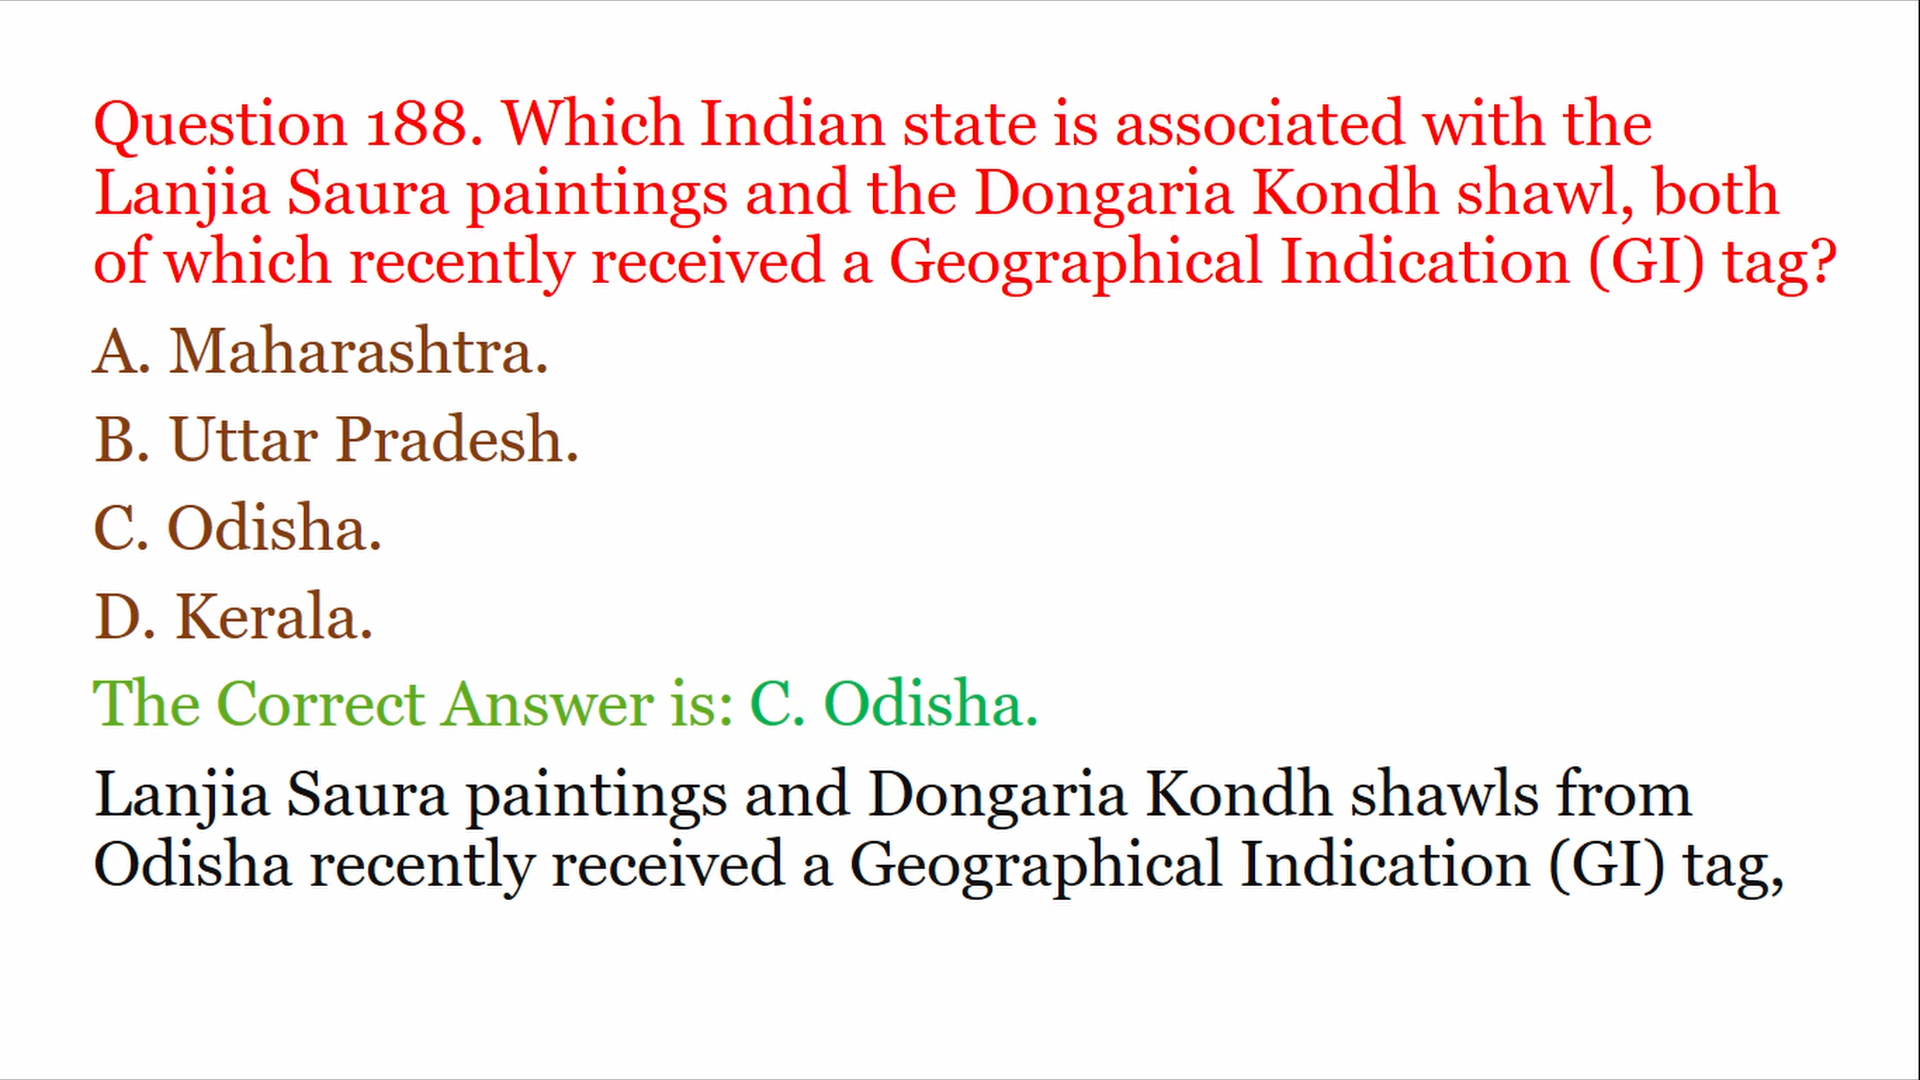 Question 188. Which Indian state is associated with the
Lanjia Saura paintings and the Dongaria Kondh shawl, both
of which recently received a Geographical Indication (GI) tag?
A. Maharashtra.
B. Uttar Pradesh.
C. Odisha.
D. Kerala.
The Correct Answer is: C. Odisha.
Lanjia Saura paintings and Dongaria Kondh shawls from
Odisha recently received a Geographical Indication (GI) tag,